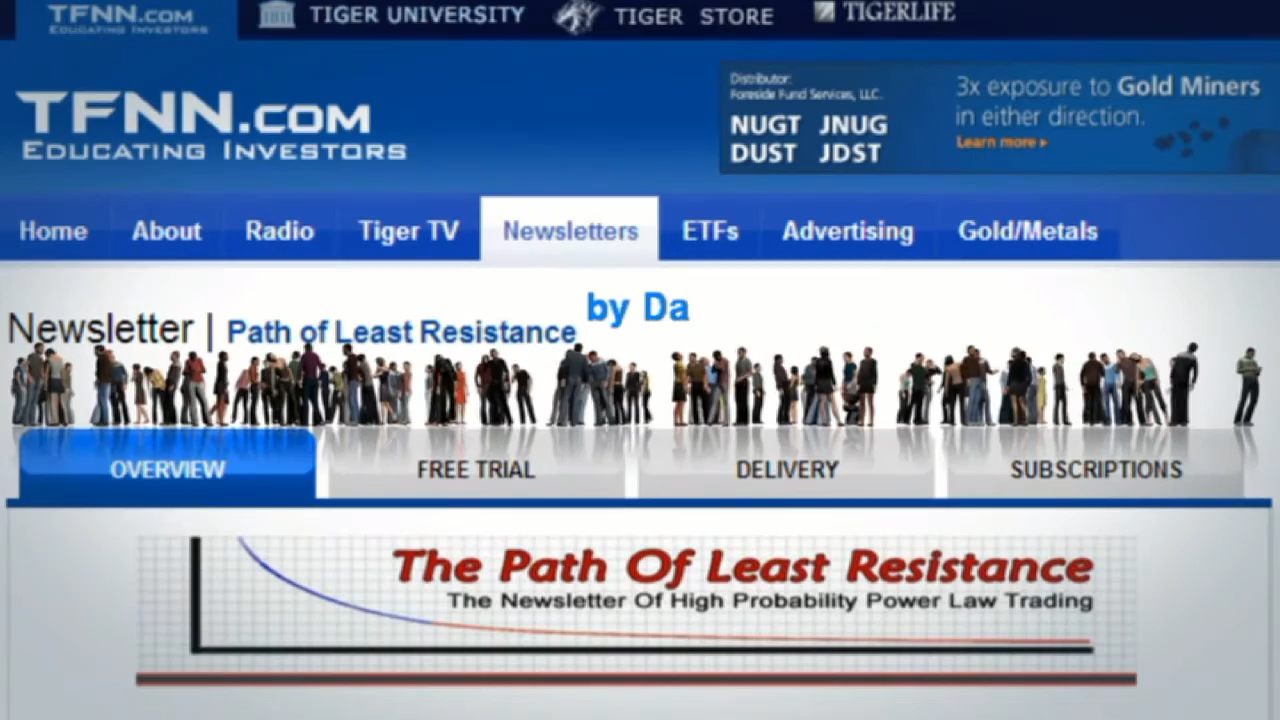 TFNN.COM
EDUCATING INVESTORS
TIGER UNIVERSITY
TIGER STORE
TIGERLIFE
TFNN.COM
EDUCATING INVESTORS
Distributor:
Foreside Fund Services, LLC.
NUGT JNUG
DUST JDST
3x exposure to Gold Miners
in either direction.
Learn more
Home About Radio Tiger TV Newsletters ETFs Advertising Gold/Metals
by Da
Newsletter | Path of Least Resistance
OVERVIEW FREE TRIAL DELIVERY SUBSCRIPTIONS
The Path Of Least Resistance
The Newsletter Of High Probability Power Law Trading